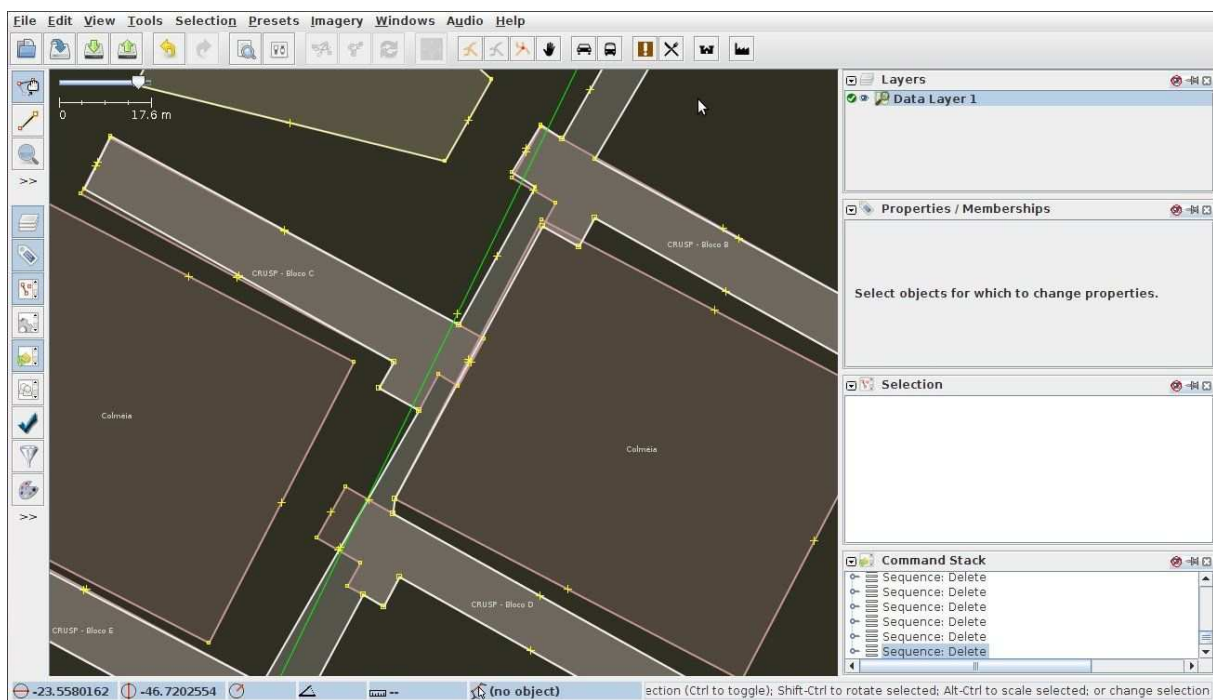 File Edit View Tools Selection Presets Imagery Windows Audio Help
0 17.6 m
>>
>>
CRUSP - Bloco B
CRUSP - Bloco C
Colméia
Colméia
CRUSP - Bloco D
CRUSP - Bloco E
Layers
Data Layer 1
Properties / Memberships
Select objects for which to change properties.
Selection
Command Stack
Sequence: Delete
Sequence: Delete
Sequence: Delete
Sequence: Delete
Sequence: Delete
Sequence: Delete
-23.5580162 -46.7202554 -- (no object) ection (Ctrl to toggle); Shift-Ctrl to rotate selected; Alt-Ctrl to scale selected; or change selection